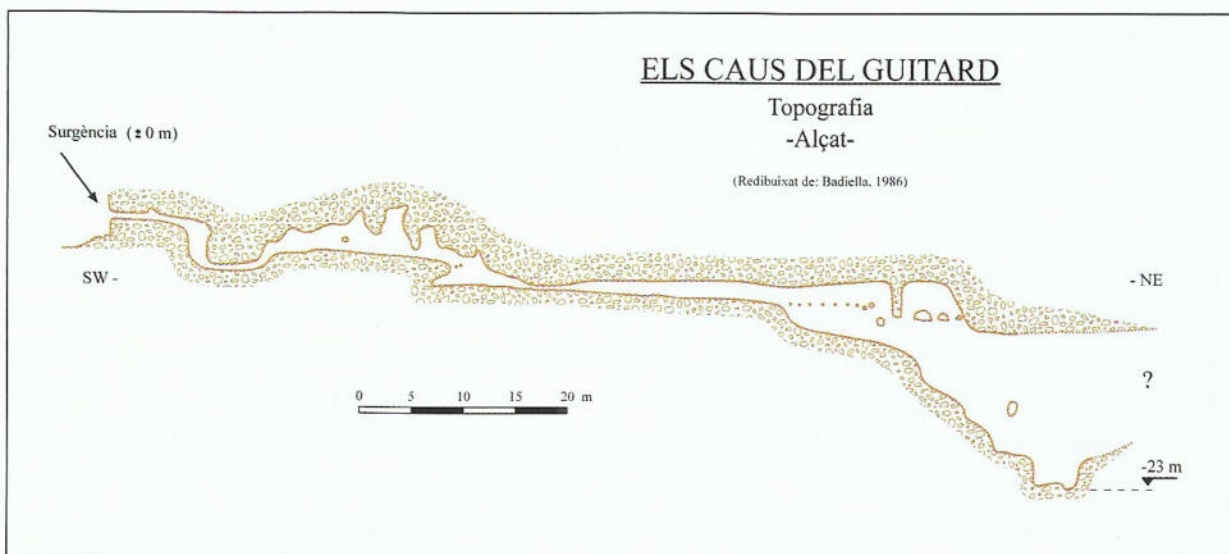 ELS CAUS DEL GUITARD
Topografia
-Alçat-
(Redibuixat de: Badiella, 1986)
Surgència (±0 m)
SW -
- NE
0 5 10 15 20 m
?
-23 m